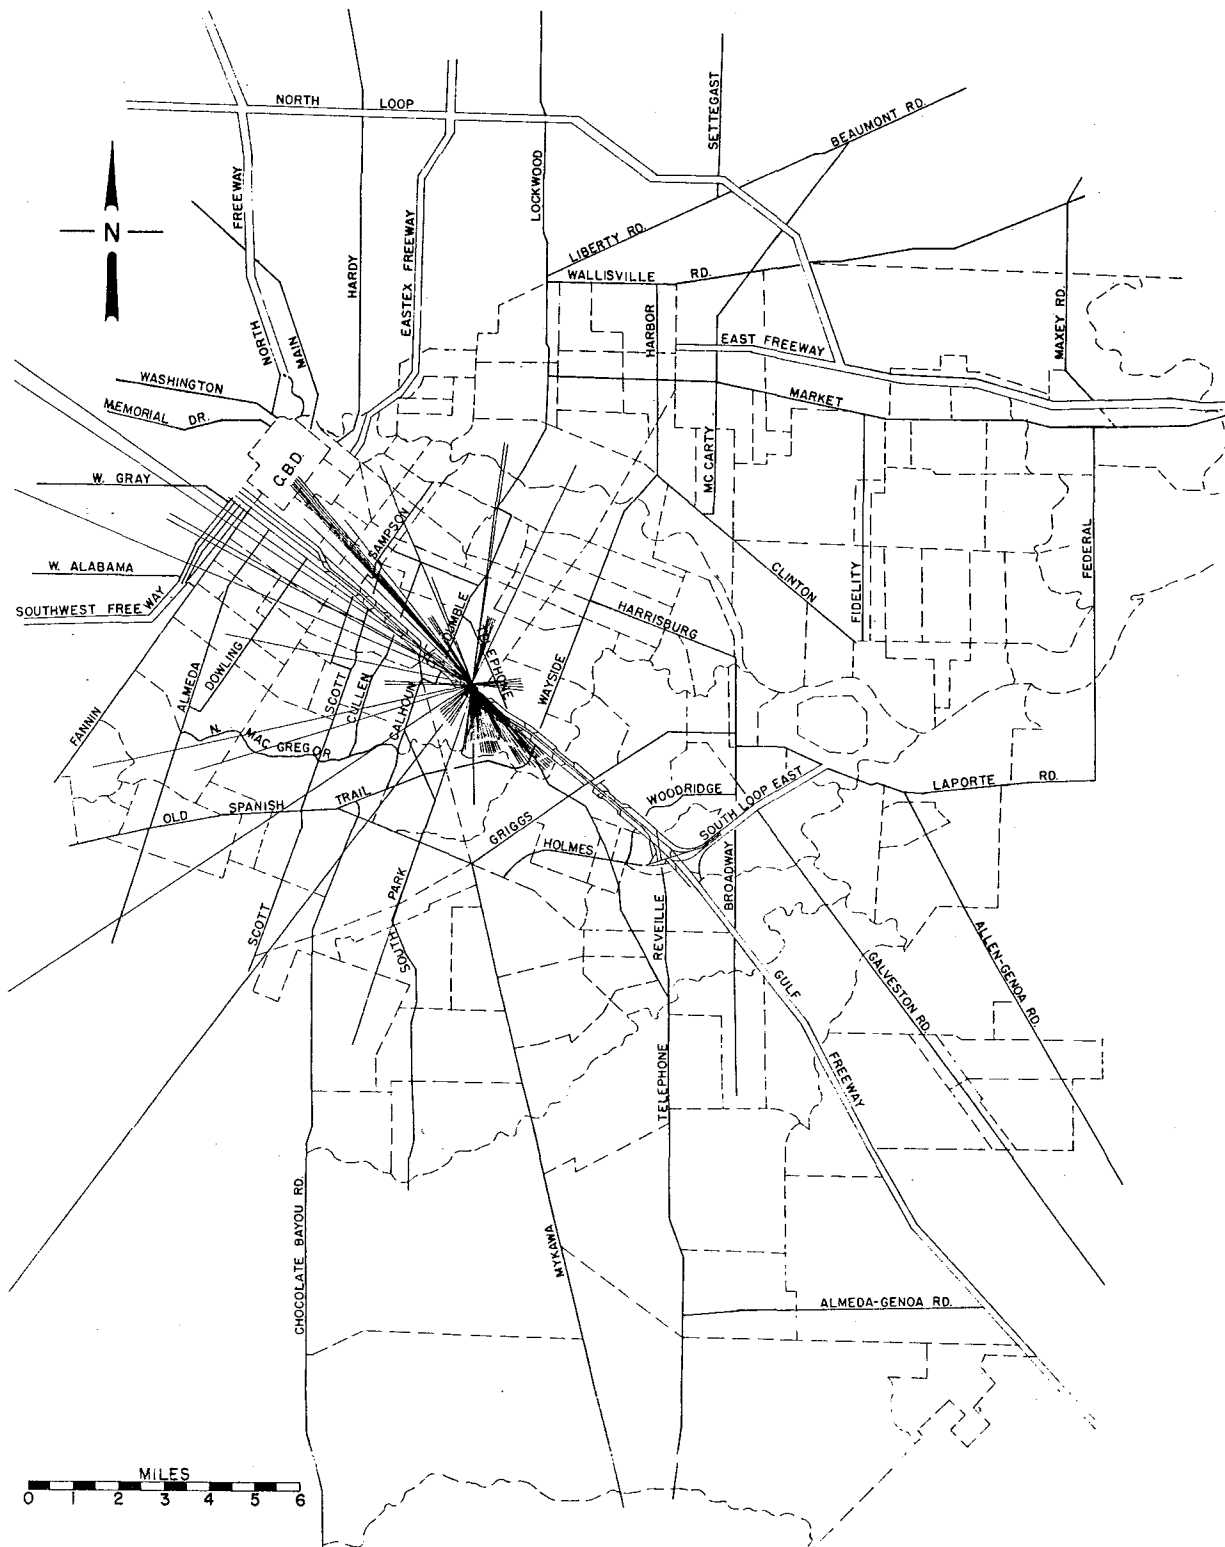 NORTH LOOP
SETTEGAST
BEAUMONT RD.
FREEWAY
LOCKWOOD
N
HARDY
EASTEX FREEWAY
LIBERTY RD.
WALLISVILLE RD.
NORTH
MAIN
HARBOR
EAST FREEWAY
MAXEY RD.
WASHINGTON
MEMORIAL DR.
MARKET
C.B.D.
W. GRAY
MC CARTY
SAMPSON
FIDELITY
FEDERAL
W. ALABAMA
CLINTON
SOUTHWEST FREEWAY
DUMBLE
HARRISBURG
TELEPHONE
WAYSIDE
ALMEDA
DOWLING
SCOTT
CULLEN
CALHOUN
FANNIN
N. MAC GREGOR
WOODRIDGE
SOUTH LOOP EAST
LAPORTE RD.
OLD SPANISH TRAIL
GRIGGS
HOLMES
BROADWAY
SCOTT
SOUTH PARK
REVEILLE
GULF
GALVESTON RD.
ALLEN-GENOA RD.
FREEWAY
TELEPHONE
CHOCOLATE BAYOU RD.
MYKAWA
ALMEDA-GENOA RD.
MILES
0 1 2 3 4 5 6